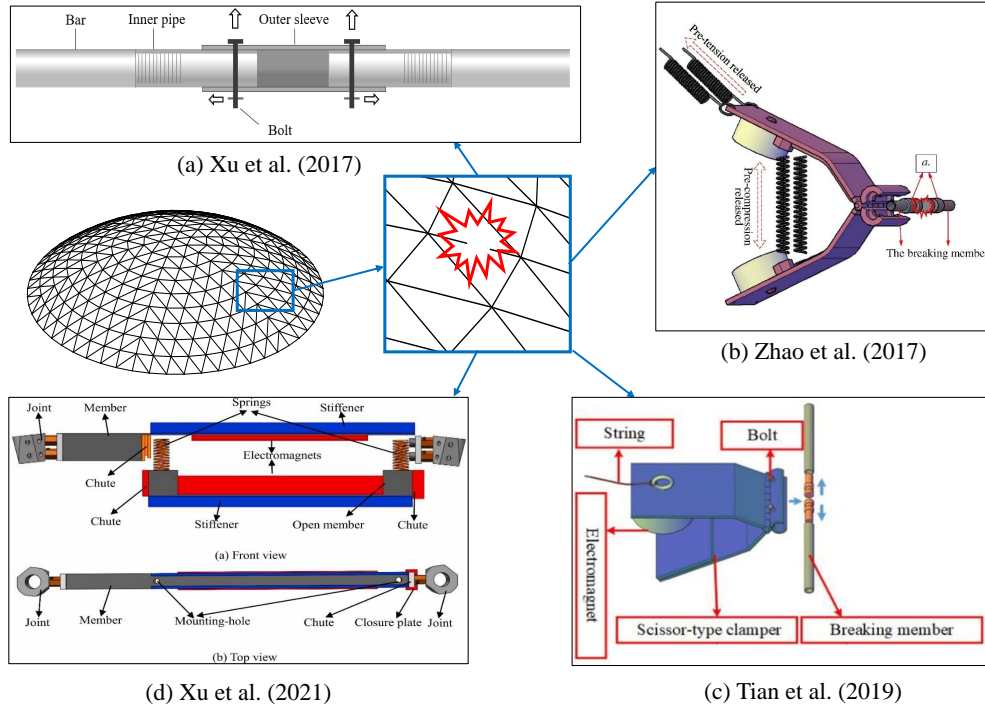 Bar
Inner pipe
Outer sleeve
Bolt
(a) Xu et al. (2017)
Pre-tension released
Pre-compression
released
a.
The breaking member
(b) Zhao et al. (2017)
Joint
Member
Springs
Stiffener
Joint
Electromagnets
Chute
Chute
Stiffener
Open member
Chute
(a) Front view
Joint
Member
Mounting-hole
Chute
Closure plate
Joint
(b) Top view
(d) Xu et al. (2021)
String
Bolt
Electromagnet
Scissor-type clamper
Breaking member
(c) Tian et al. (2019)